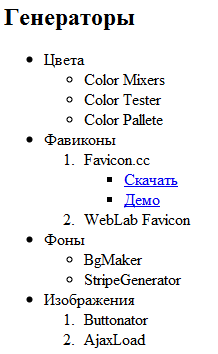 Генераторы
Цвета
Color Mixers
Color Tester
Color Pallete
Фавиконы
1. Favicon.cc
Скачать
Демо
2. WebLab Favicon
Фоны
BgMaker
StripeGenerator
Изображения
1. Buttonator
2. AjaxLoad